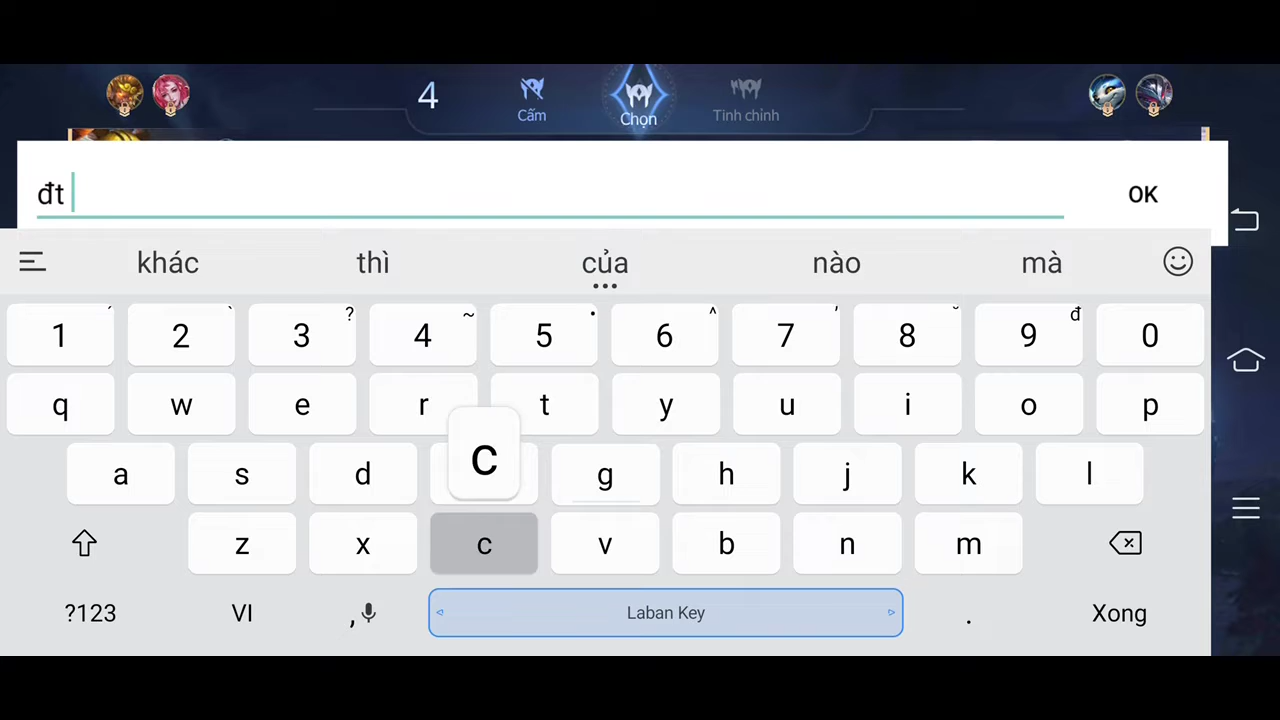 4
Cấm
Chọn
Tinh chỉnh
đt
OK
khác thì của nào mà
1 ´ 2 ` 3 ? 4 ~ 5 . 6 ^ 7 ' 8 ˘ 9 đ 0
q w e r t y u i o p
c
a s d g h j k l
z x c v b n m
?123 VI , Laban Key . Xong